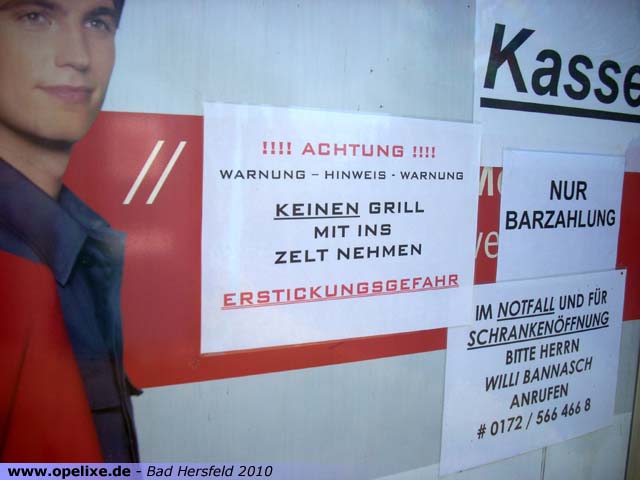 Kasse
!!!! ACHTUNG !!!!
WARNUNG – HINWEIS - WARNUNG
KEINEN GRILL
MIT INS
ZELT NEHMEN
ERSTICKUNGSGEFAHR
NUR
BARZAHLUNG
IM NOTFALL UND FÜR
SCHRANKENÖFFNUNG
BITTE HERRN
WILLI BANNASCH
ANRUFEN
# 0172 / 566 466 8
www.opelixe.de - Bad Hersfeld 2010